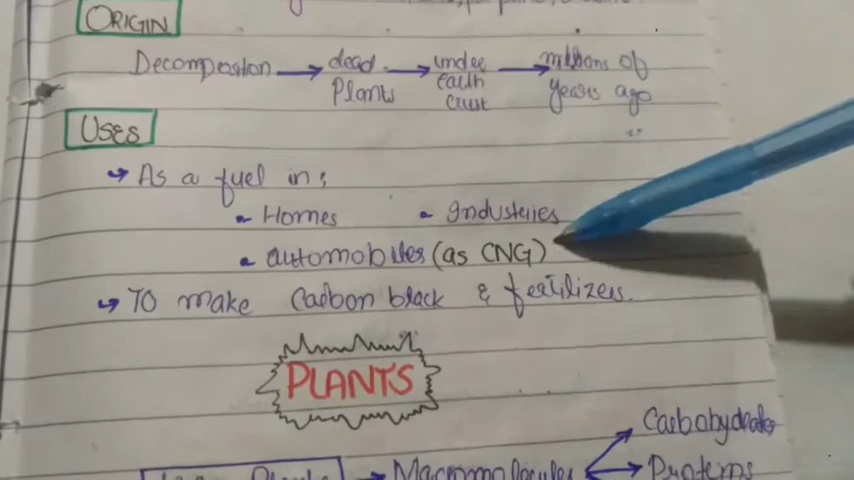 ORIGIN
Decomposition → dead Plants → under earth crust → millions of years ago
USES
↪ As a fuel in:
- Homes - Industries
- automobiles (as CNG)
↪ To make Carbon black & fertilizers.
PLANTS
Carbohydrates
→ Macromolecules → Proteins